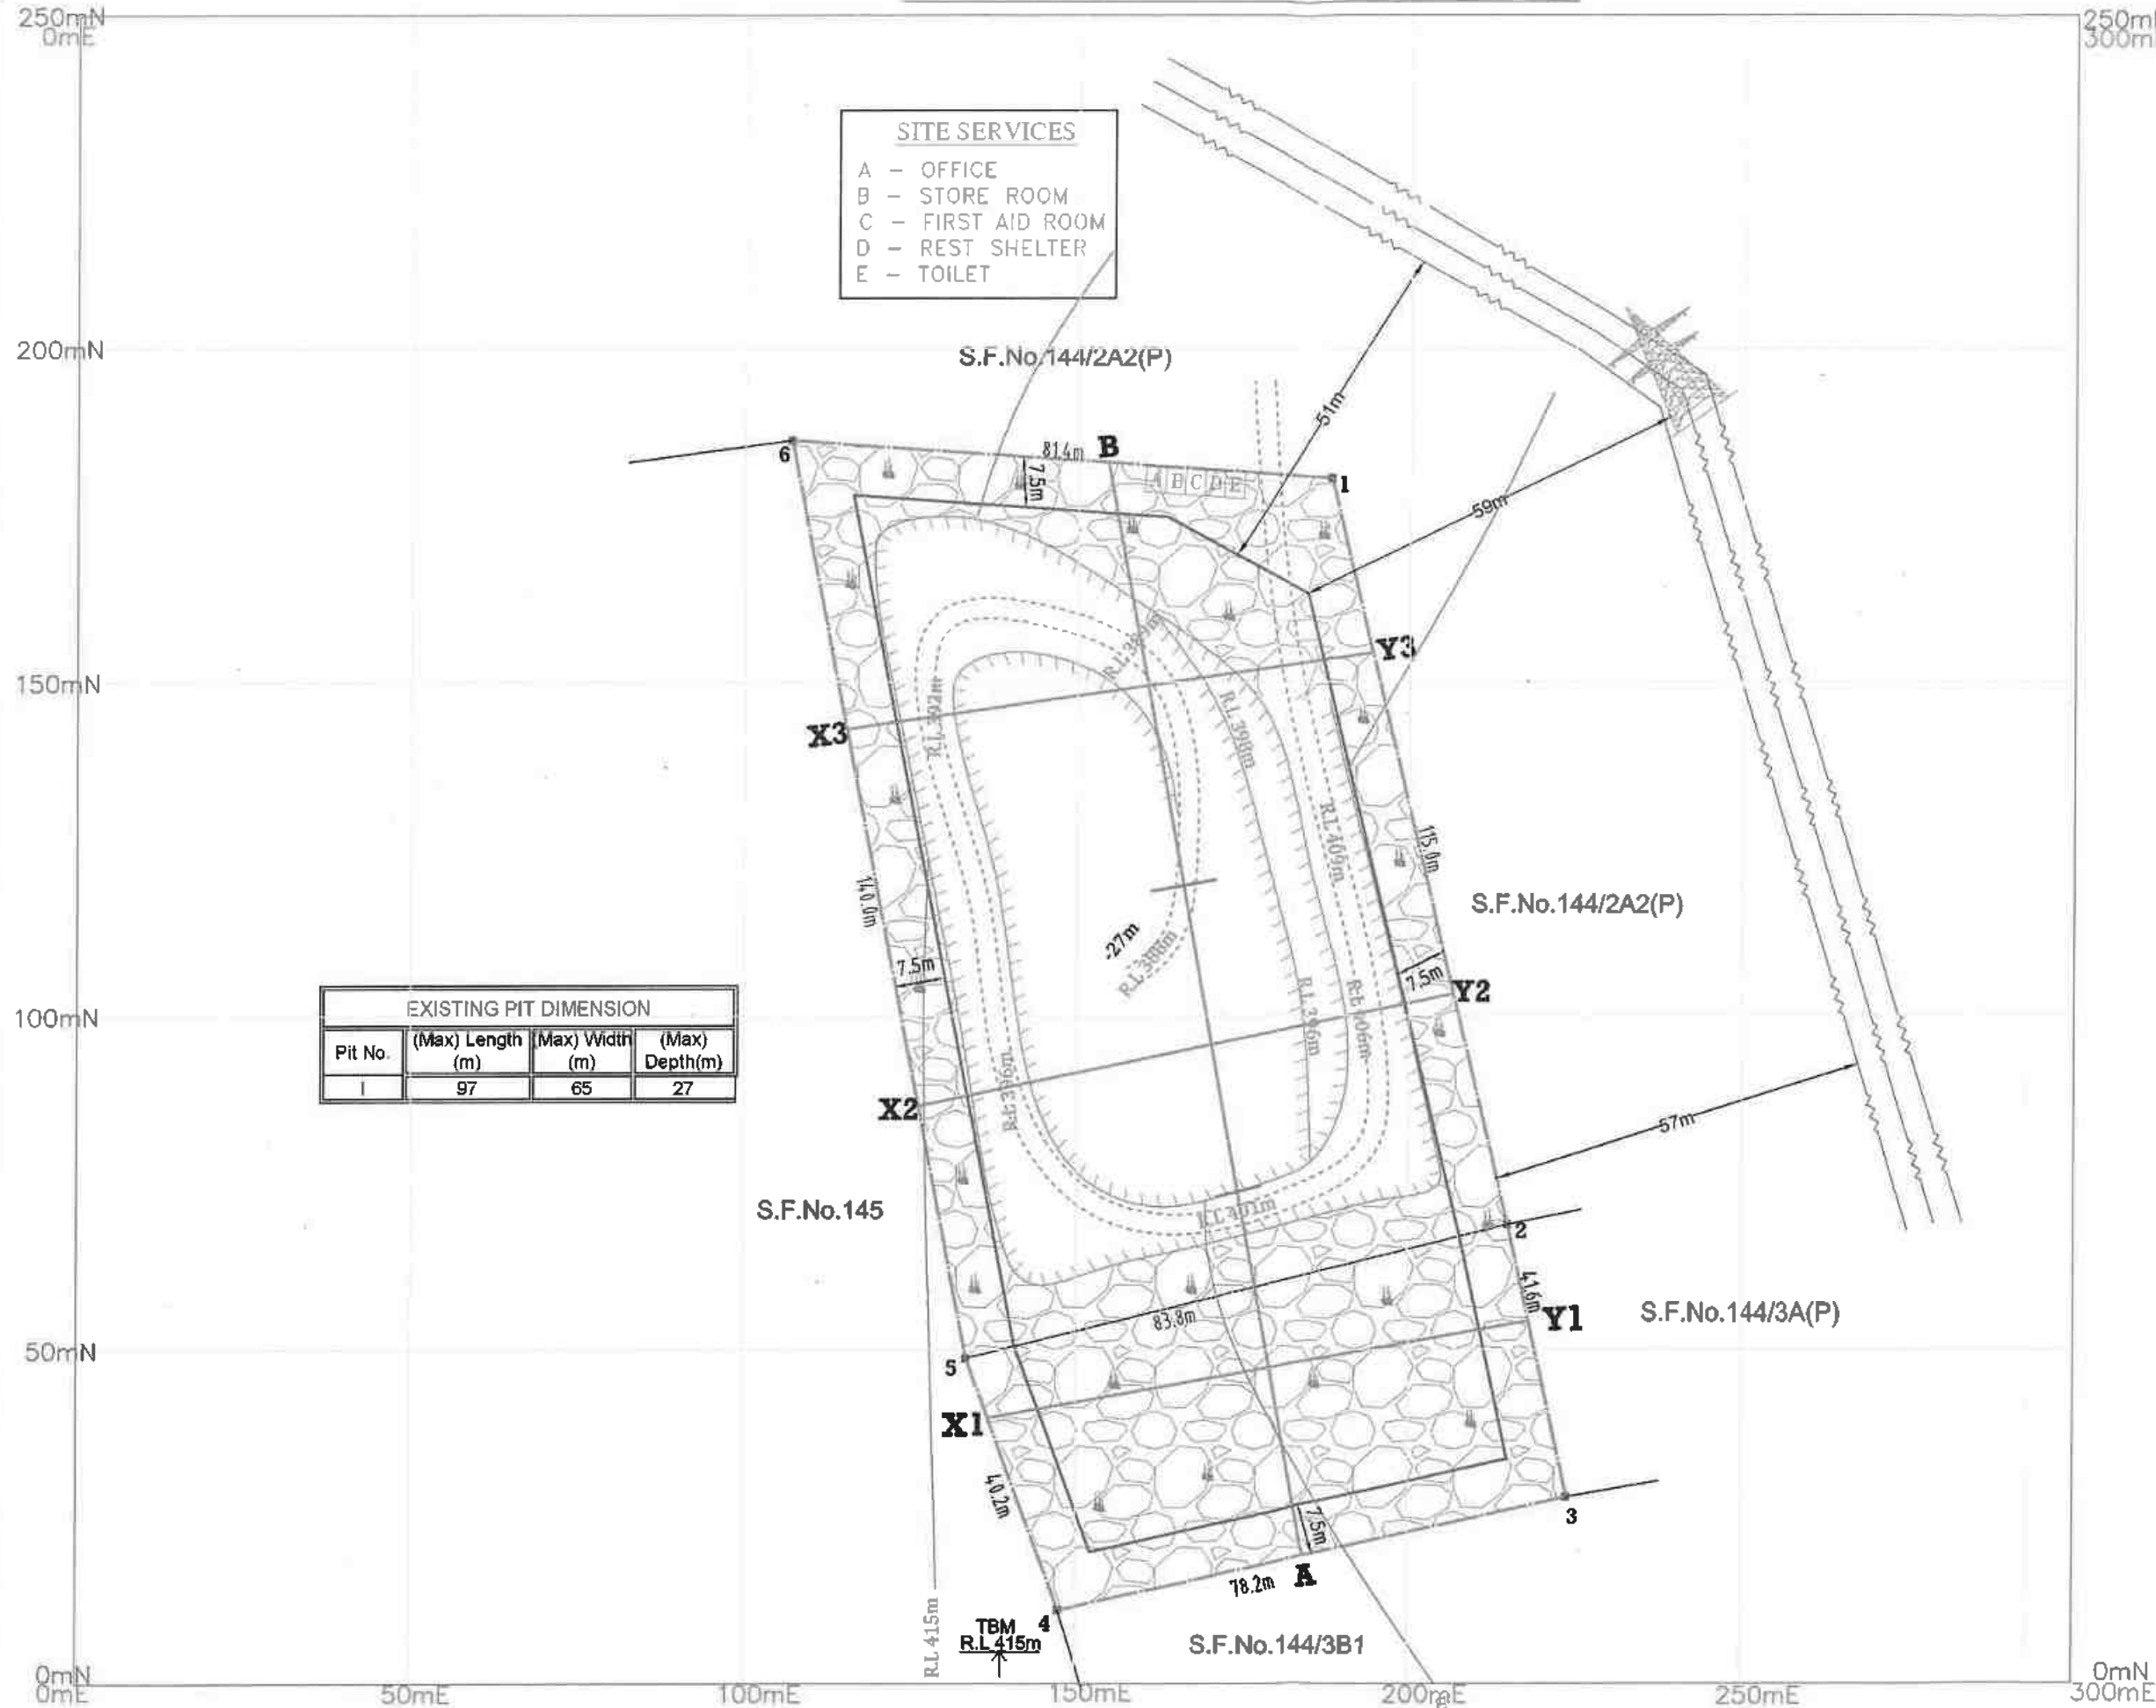 250mN
0mE
SITE SERVICES
A – OFFICE
B – STORE ROOM
C – FIRST AID ROOM
D – REST SHELTER
E – TOILET
200mN
S.F.No.144/2A2(P)
51m
6
81.4m
B
7.5m
A B C D E
1
59m
Y3
150mN
R.L.392m
R.L.398m
X3
R.L.409m
115.0m
140.0m
S.F.No.144/2A2(P)
-27m
R.L.388m
7.5m
7.5m
Y2
EXISTING PIT DIMENSION
Pit No. (Max) Length (m) (Max) Width (m) (Max) Depth(m)
I 97 65 27
100mN
R.L.396m
R.L.406m
X2
57m
S.F.No.145
R.L.401m
2
41.6m
83.8m
Y1
S.F.No.144/3A(P)
50mN
5
X1
40.2m
3
7.5m
A
78.2m
R.L 415m
TBM
R.L 415m
4
S.F.No.144/3B1
0mN
0mE
50mE
100mE
150mE
200mE
250mE
0mN
300mE